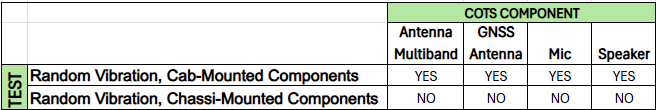 COTS COMPONENT
Antenna Multiband
GNSS Antenna
Mic
Speaker
TEST
Random Vibration, Cab-Mounted Components YES YES YES YES
Random Vibration, Chassi-Mounted Components NO NO NO NO